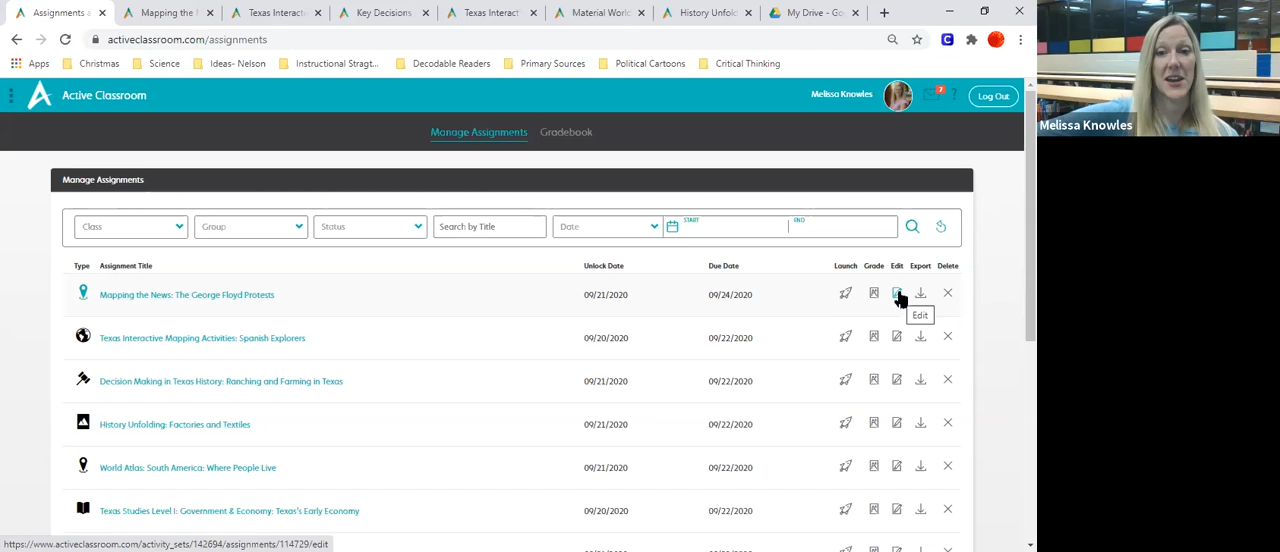 Assignments a
Mapping the
Texas Interac
Key Decisions
Texas Interac
Material Wor
History Unfol
My Drive - Go
activeclassroom.com/assignments
Apps
Christmas
Science
Ideas- Nelson
Instructional Stragt...
Decodable Readers
Primary Sources
Political Cartoons
Critical Thinking
Active Classroom
Melissa Knowles
7
?
Log Out
Melissa Knowles
Manage Assignments
Gradebook
Manage Assignments
Class
Group
Status
Search by Title
Date
START
END
Type
Assignment Title
Unlock Date
Due Date
Launch
Grade
Edit
Export
Delete
Mapping the News: The George Floyd Protests
09/21/2020
09/24/2020
Edit
Texas Interactive Mapping Activities: Spanish Explorers
09/20/2020
09/22/2020
Decision Making in Texas History: Ranching and Farming in Texas
09/21/2020
09/22/2020
History Unfolding: Factories and Textiles
09/21/2020
09/22/2020
World Atlas: South America: Where People Live
09/21/2020
09/22/2020
Texas Studies Level I: Government & Economy: Texas's Early Economy
09/20/2020
09/22/2020
https://www.activeclassroom.com/activity_sets/142694/assignments/114729/edit